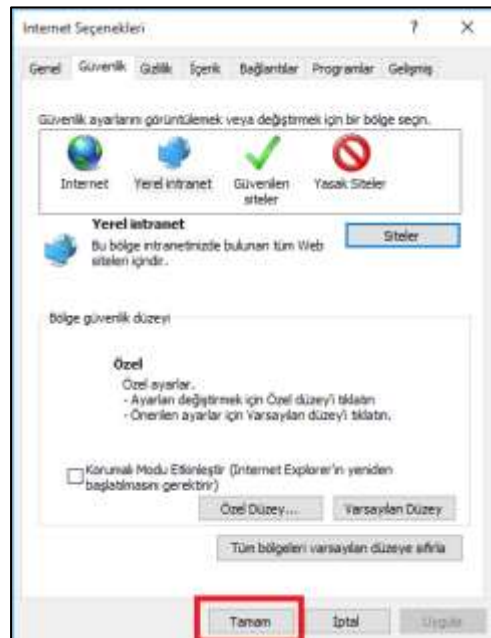 Internet Seçenekleri ? ×
Genel Güvenlik Gizlilik İçerik Bağlantılar Programlar Gelişmiş
Güvenlik ayarlarını görüntülemek veya değiştirmek için bir bölge seçin.
Internet Yerel intranet Güvenilen siteler Yasak Siteler
Yerel intranet
Bu bölge intranetinizde bulunan tüm Web
siteleri içindir.
Siteler
Bölge güvenlik düzeyi
Özel
Özel ayarlar.
- Ayarları değiştirmek için Özel düzey'i tıklatın
- Önerilen ayarlar için Varsayılan düzey'i tıklatın.
Korumalı Modu Etkinleştir (Internet Explorer'ın yeniden
başlatılmasını gerektirir)
Özel Düzey... Varsayılan Düzey
Tüm bölgeleri varsayılan düzeye sıfırla
Tamam İptal Uygula